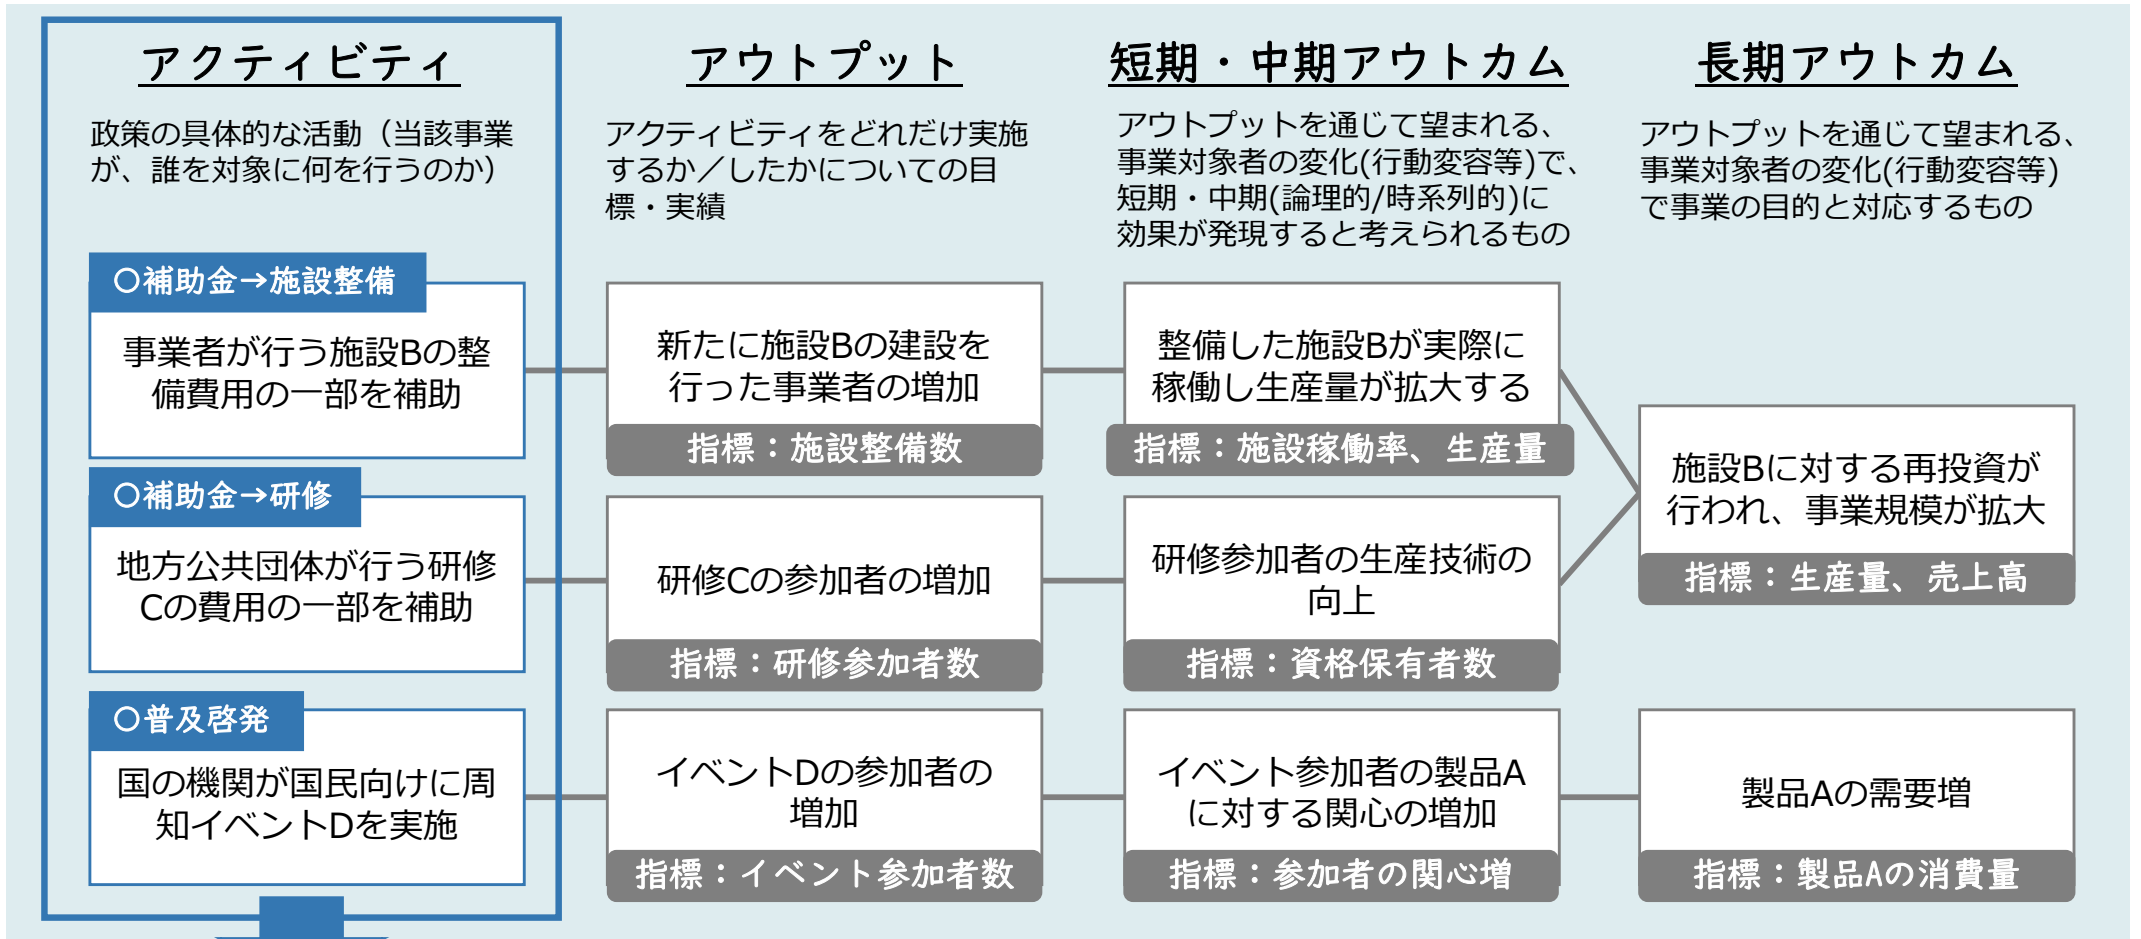 アクティビティ
政策の具体的な活動（当該事業
が、誰を対象に何を行うのか）
○補助金→施設整備
事業者が行う施設Bの整
備費用の一部を補助
○補助金→研修
地方公共団体が行う研修
Cの費用の一部を補助
○普及啓発
国の機関が国民向けに周
知イベントDを実施
アウトプット
アクティビティをどれだけ実施
するか／したかについての目
標・実績
新たに施設Bの建設を
行った事業者の増加
指標：施設整備数
研修Cの参加者の増加
指標：研修参加者数
イベントDの参加者の
増加
指標：イベント参加者数
短期・中期アウトカム
アウトプットを通じて望まれる、
事業対象者の変化(行動変容等)で、
短期・中期(論理的/時系列的)に
効果が発現すると考えられるもの
整備した施設Bが実際に
稼働し生産量が拡大する
指標：施設稼働率、生産量
研修参加者の生産技術の
向上
指標：資格保有者数
イベント参加者の製品A
に対する関心の増加
指標：参加者の関心増
長期アウトカム
アウトプットを通じて望まれる、
事業対象者の変化(行動変容等)
で事業の目的と対応するもの
施設Bに対する再投資が
行われ、事業規模が拡大
指標：生産量、売上高
製品Aの需要増
指標：製品Aの消費量